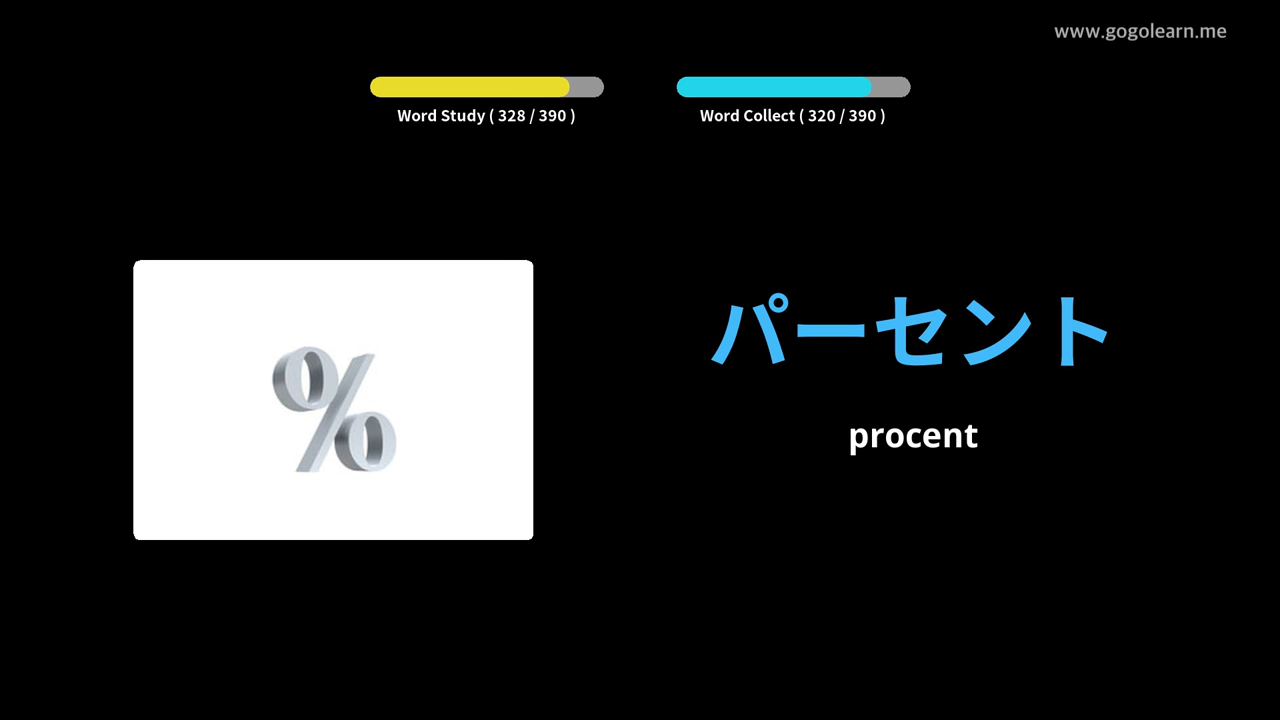 www.gogolearn.me
Word Study ( 328 / 390 )
Word Collect ( 320 / 390 )
%
パーセント
procent